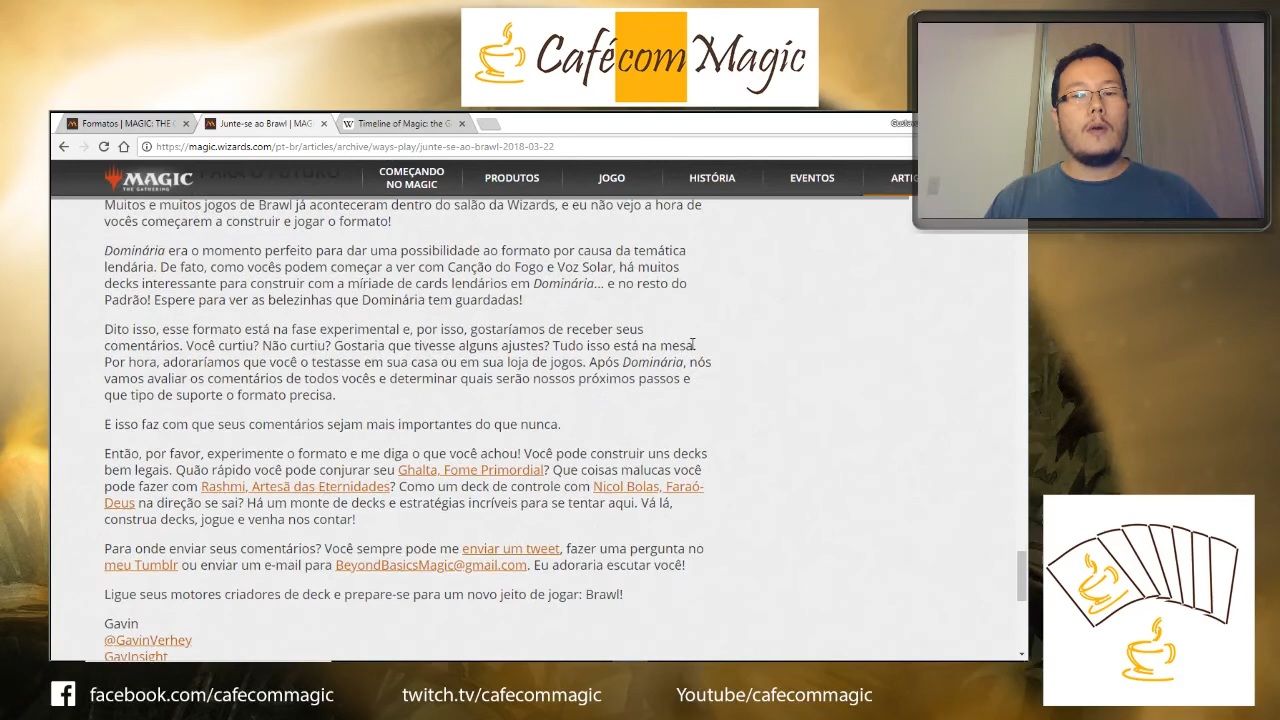 Café com Magic
Formatos | MAGIC: THE G
Junte-se ao Brawl | MAG
Timeline of Magic: the G
Gusta
https://magic.wizards.com/pt-br/articles/archive/ways-play/junte-se-ao-brawl-2018-03-22
MAGIC
THE GATHERING
COMEÇANDO
NO MAGIC
PRODUTOS
JOGO
HISTÓRIA
EVENTOS
ARTI
PARA O FUTURO
Muitos e muitos jogos de Brawl já aconteceram dentro do salão da Wizards, e eu não vejo a hora de
vocês começarem a construir e jogar o formato!
Dominária era o momento perfeito para dar uma possibilidade ao formato por causa da temática
lendária. De fato, como vocês podem começar a ver com Canção do Fogo e Voz Solar, há muitos
decks interessante para construir com a míriade de cards lendários em Dominária... e no resto do
Padrão! Espere para ver as belezinhas que Dominária tem guardadas!
Dito isso, esse formato está na fase experimental e, por isso, gostaríamos de receber seus
comentários. Você curtiu? Não curtiu? Gostaria que tivesse alguns ajustes? Tudo isso está na mesa.
Por hora, adoraríamos que você o testasse em sua casa ou em sua loja de jogos. Após Dominária, nós
vamos avaliar os comentários de todos vocês e determinar quais serão nossos próximos passos e
que tipo de suporte o formato precisa.
E isso faz com que seus comentários sejam mais importantes do que nunca.
Então, por favor, experimente o formato e me diga o que você achou! Você pode construir uns decks
bem legais. Quão rápido você pode conjurar seu Ghalta, Fome Primordial? Que coisas malucas você
pode fazer com Rashmi, Artesã das Eternidades? Como um deck de controle com Nicol Bolas, Faraó-
Deus na direção se sai? Há um monte de decks e estratégias incríveis para se tentar aqui. Vá lá,
construa decks, jogue e venha nos contar!
Para onde enviar seus comentários? Você sempre pode me enviar um tweet, fazer uma pergunta no
meu Tumblr ou enviar um e-mail para BeyondBasicsMagic@gmail.com. Eu adoraria escutar você!
Ligue seus motores criadores de deck e prepare-se para um novo jeito de jogar: Brawl!
Gavin
@GavinVerhey
GavInsight
facebook.com/cafecommagic
twitch.tv/cafecommagic
Youtube/cafecommagic